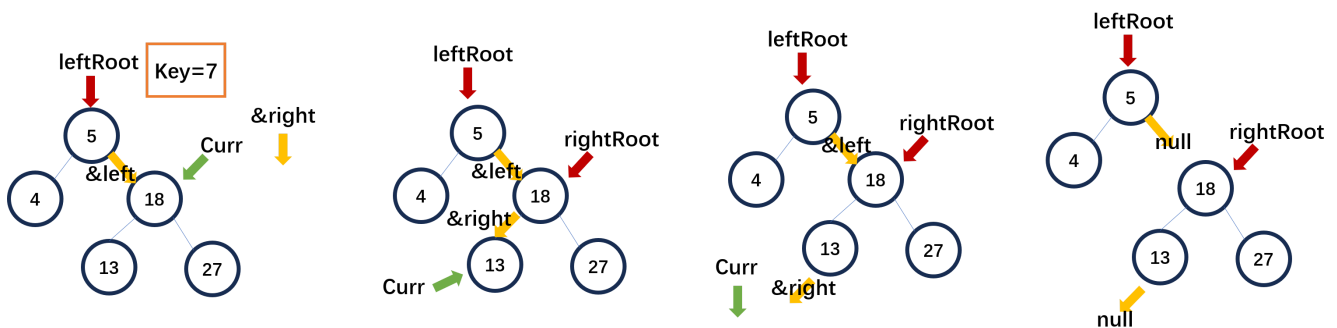 leftRoot
Key=7
5
&right
Curr
&left
4
18
13
27
leftRoot
5
rightRoot
&left
4
18
&right
13
27
Curr
leftRoot
5
rightRoot
&left
4
18
13
27
Curr
&right
leftRoot
5
rightRoot
null
4
18
13
27
null